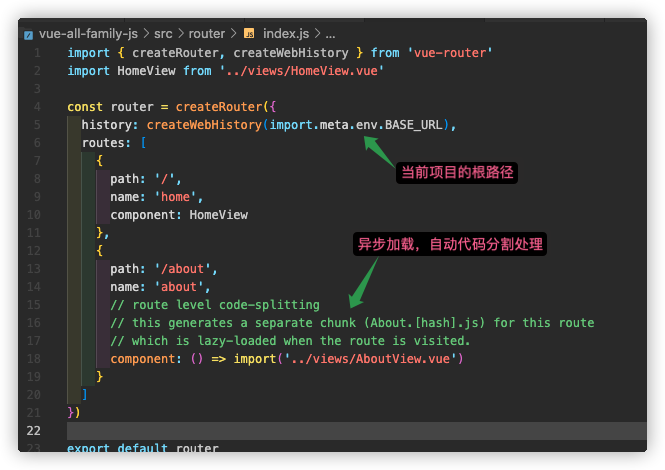 vue-all-family-js > src > router > JS index.js > ...
1 import { createRouter, createWebHistory } from 'vue-router'
2 import HomeView from '../views/HomeView.vue'
3
4 const router = createRouter({
5 history: createWebHistory(import.meta.env.BASE_URL),
6 routes: [
7 {
当前项目的根路径
8 path: '/',
9 name: 'home',
10 component: HomeView
11 },
异步加载，自动代码分割处理
12 {
13 path: '/about',
14 name: 'about',
15 // route level code-splitting
16 // this generates a separate chunk (About.[hash].js) for this route
17 // which is lazy-loaded when the route is visited.
18 component: () => import('../views/AboutView.vue')
19 }
20 ]
21 })
22
23 export default router